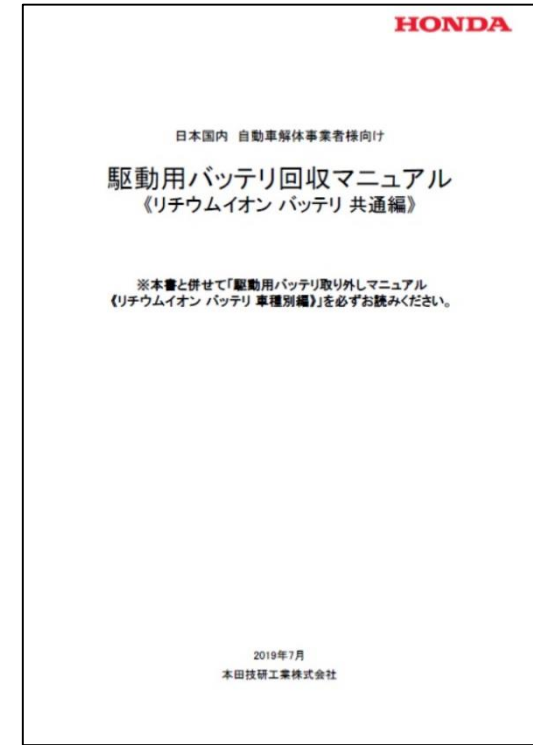 HONDA
日本国内 自動車解体事業者様向け
駆動用バッテリ回収マニュアル
《リチウムイオン バッテリ 共通編》
※本書と併せて「駆動用バッテリ取り外しマニュアル
《リチウムイオン バッテリ 車種別編》」を必ずお読みください。
2019年7月
本田技研工業株式会社